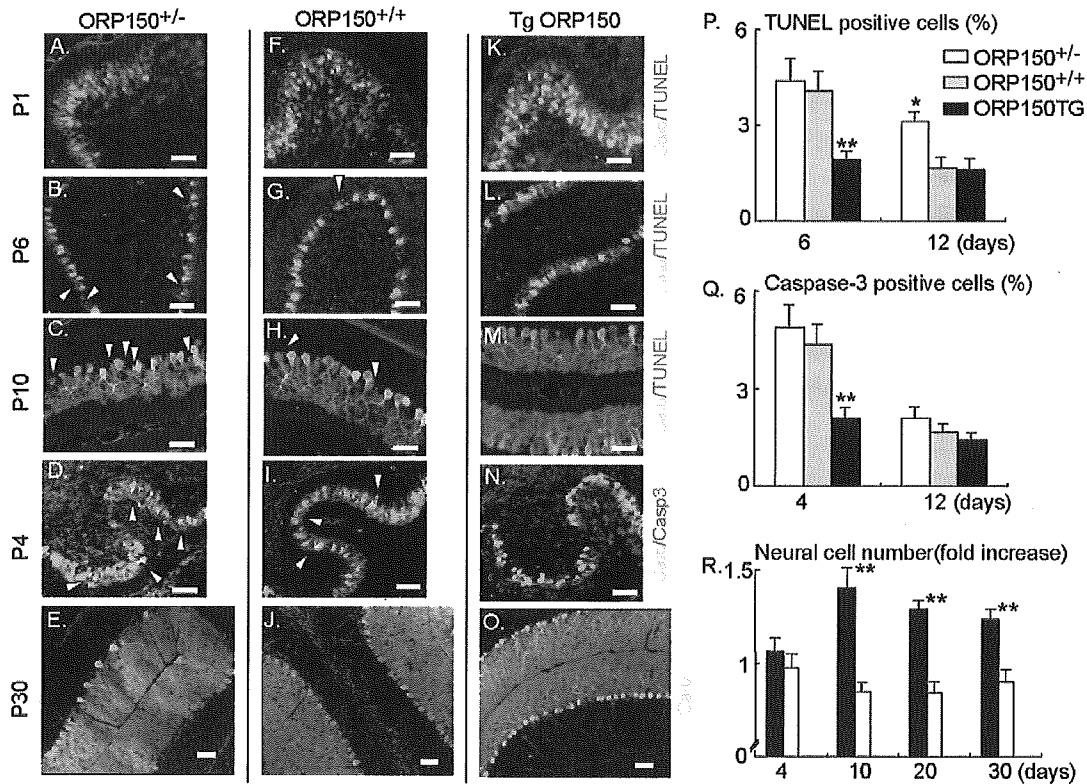 ORP150+/-
ORP150+/+
Tg ORP150
P1
A.
F.
K.
/TUNEL
P6
B.
G.
L.
/TUNEL
P10
C.
H.
M.
/TUNEL
P4
D.
I.
N.
/Casp3
P30
E.
J.
O.
P. TUNEL positive cells (%)
6
3
0
ORP150+/-
ORP150+/+
ORP150TG
*
**
6 12 (days)
Q. Caspase-3 positive cells (%)
6
3
0
**
4 12 (days)
R. Neural cell number(fold increase)
1.5
1
0
**
**
**
4 10 20 30 (days)